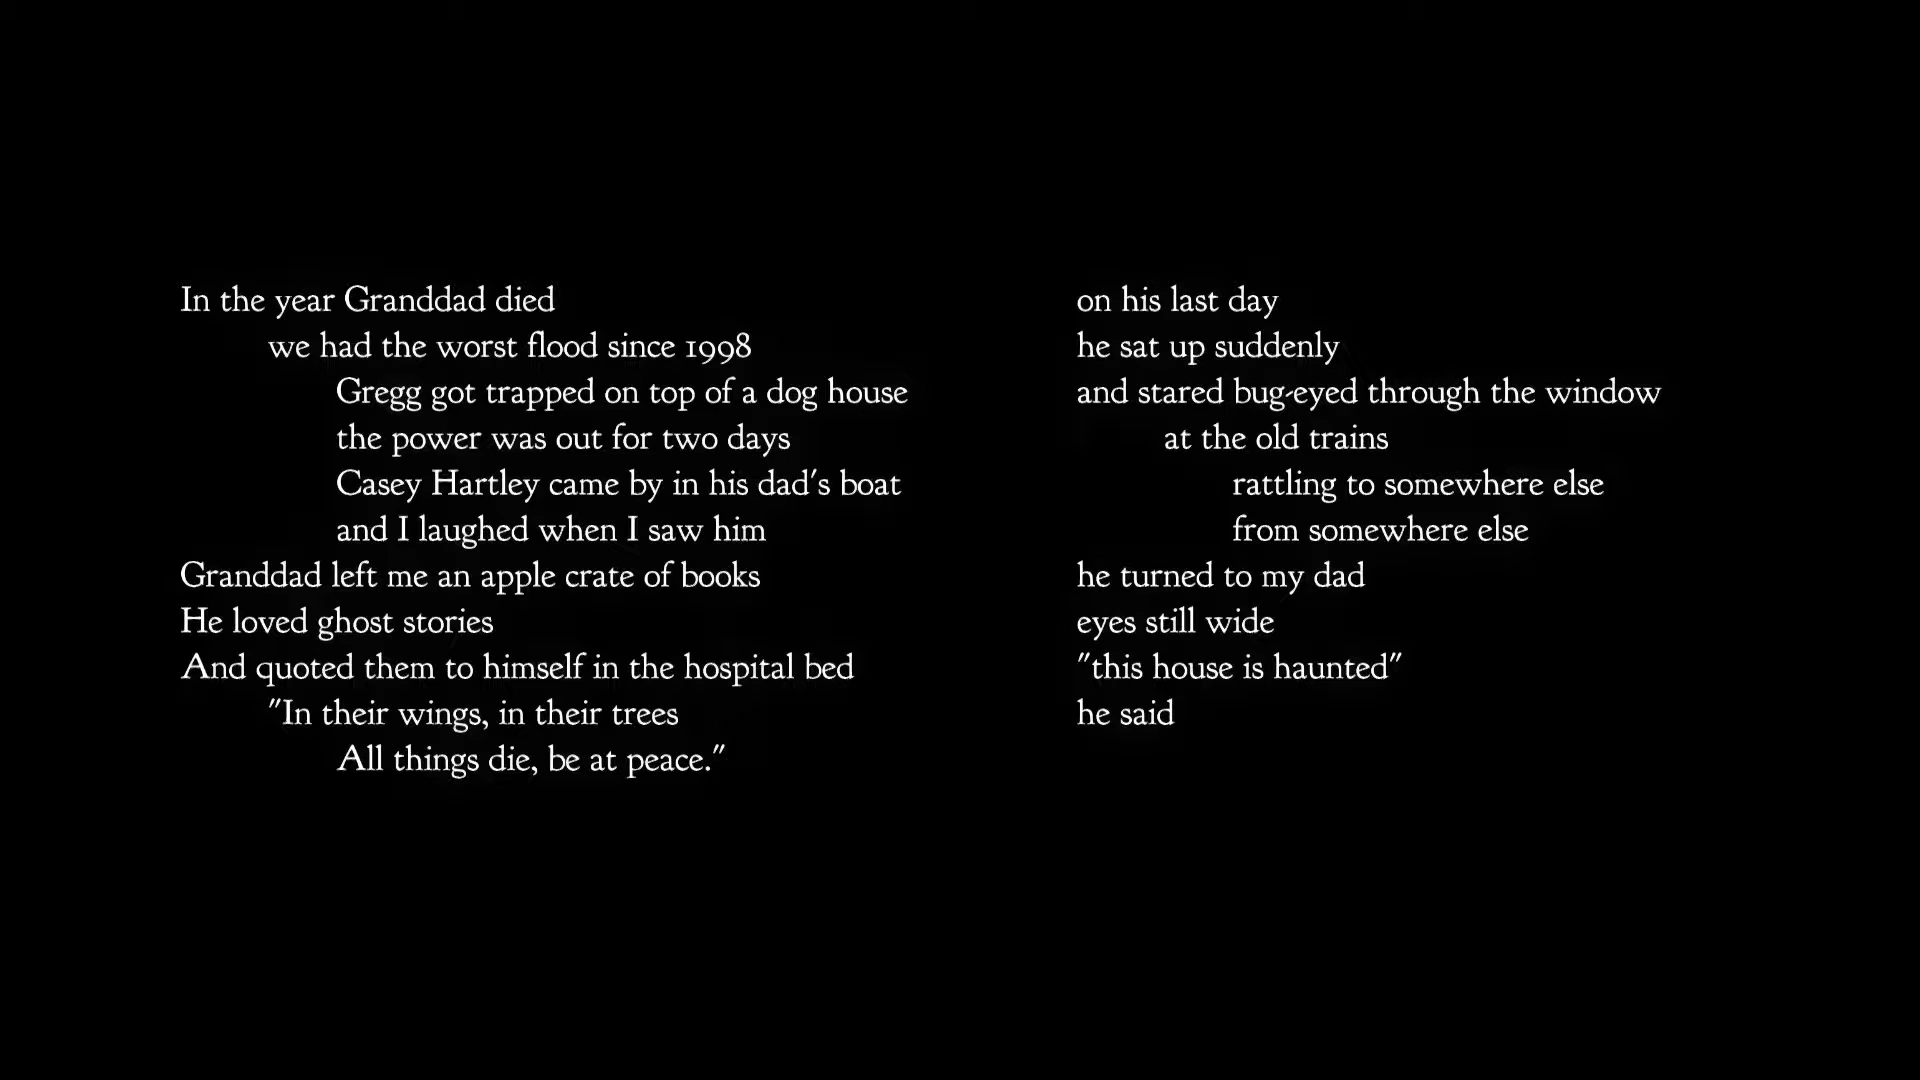 In the year Granddad died
we had the worst flood since 1998
Gregg got trapped on top of a dog house
the power was out for two days
Casey Hartley came by in his dad's boat
and I laughed when I saw him
Granddad left me an apple crate of books
He loved ghost stories
And quoted them to himself in the hospital bed
"In their wings, in their trees
All things die, be at peace."
on his last day
he sat up suddenly
and stared bug-eyed through the window
at the old trains
rattling to somewhere else
from somewhere else
he turned to my dad
eyes still wide
"this house is haunted"
he said